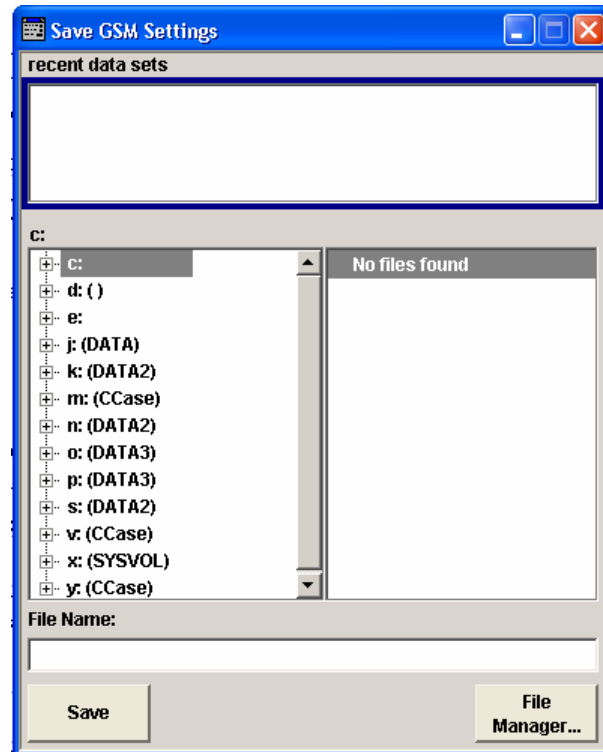 Save GSM Settings
recent data sets
c:
c:
No files found
d: ( )
e:
j: (DATA)
k: (DATA2)
m: (CCase)
n: (DATA2)
o: (DATA3)
p: (DATA3)
s: (DATA2)
v: (CCase)
x: (SYSVOL)
y: (CCase)
File Name:
Save
File
Manager...